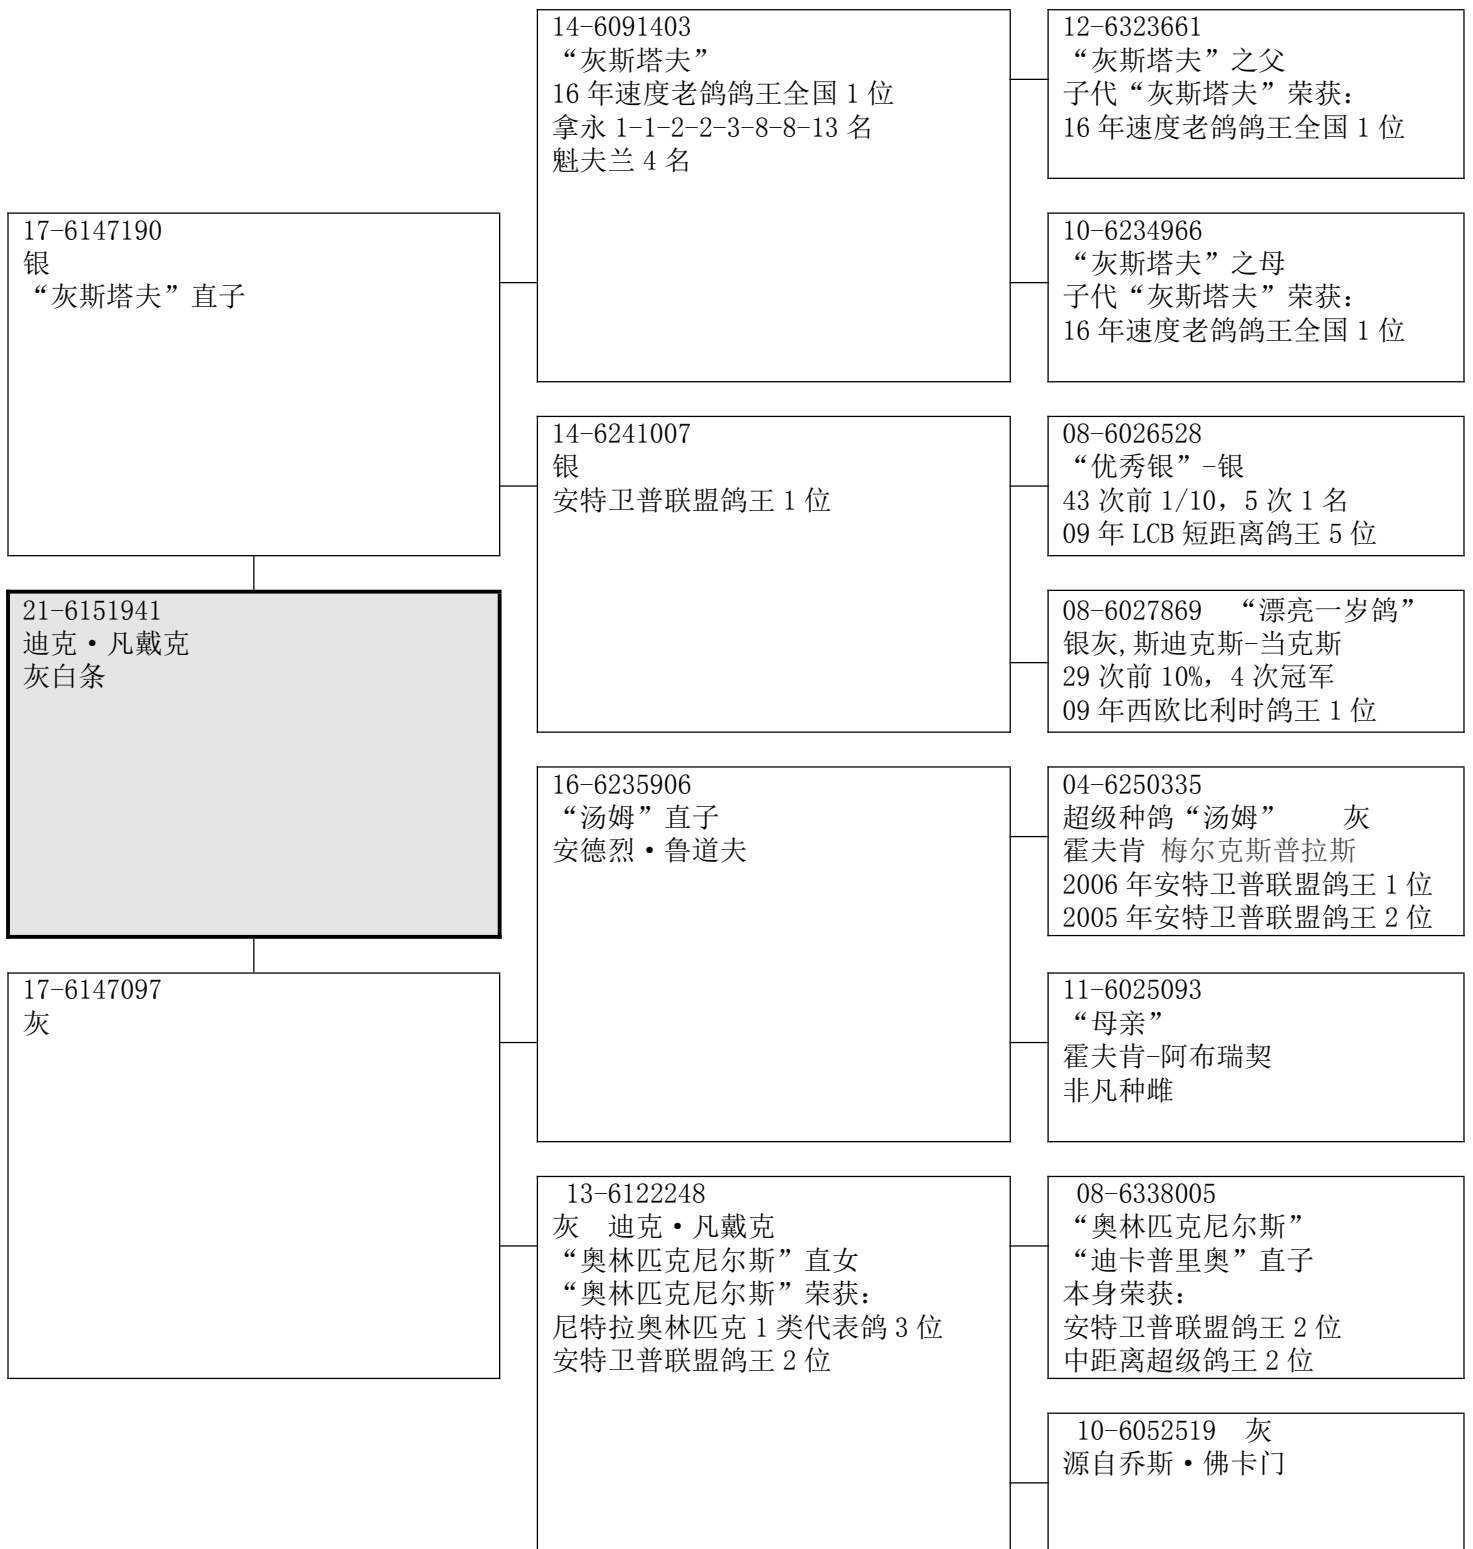 14-6091403
“灰斯塔夫”
16 年速度老鸽鸽王全国 1 位
拿永 1-1-2-2-3-8-8-13 名
魁夫兰 4 名
12-6323661
“灰斯塔夫”之父
子代“灰斯塔夫”荣获：
16 年速度老鸽鸽王全国 1 位
17-6147190
银
“灰斯塔夫”直子
10-6234966
“灰斯塔夫”之母
子代“灰斯塔夫”荣获：
16 年速度老鸽鸽王全国 1 位
14-6241007
银
安特卫普联盟鸽王 1 位
08-6026528
“优秀银”-银
43 次前 1/10，5 次 1 名
09 年 LCB 短距离鸽王 5 位
21-6151941
迪克·凡戴克
灰白条
08-6027869 “漂亮一岁鸽”
银灰,斯迪克斯-当克斯
29 次前 10%，4 次冠军
09 年西欧比利时鸽王 1 位
16-6235906
“汤姆”直子
安德烈·鲁道夫
04-6250335
超级种鸽“汤姆” 灰
霍夫肯 梅尔克斯普拉斯
2006 年安特卫普联盟鸽王 1 位
2005 年安特卫普联盟鸽王 2 位
17-6147097
灰
11-6025093
“母亲”
霍夫肯-阿布瑞契
非凡种雌
13-6122248
灰 迪克·凡戴克
“奥林匹克尼尔斯”直女
“奥林匹克尼尔斯”荣获：
尼特拉奥林匹克 1 类代表鸽 3 位
安特卫普联盟鸽王 2 位
08-6338005
“奥林匹克尼尔斯”
“迪卡普里奥”直子
本身荣获：
安特卫普联盟鸽王 2 位
中距离超级鸽王 2 位
10-6052519 灰
源自乔斯·佛卡门